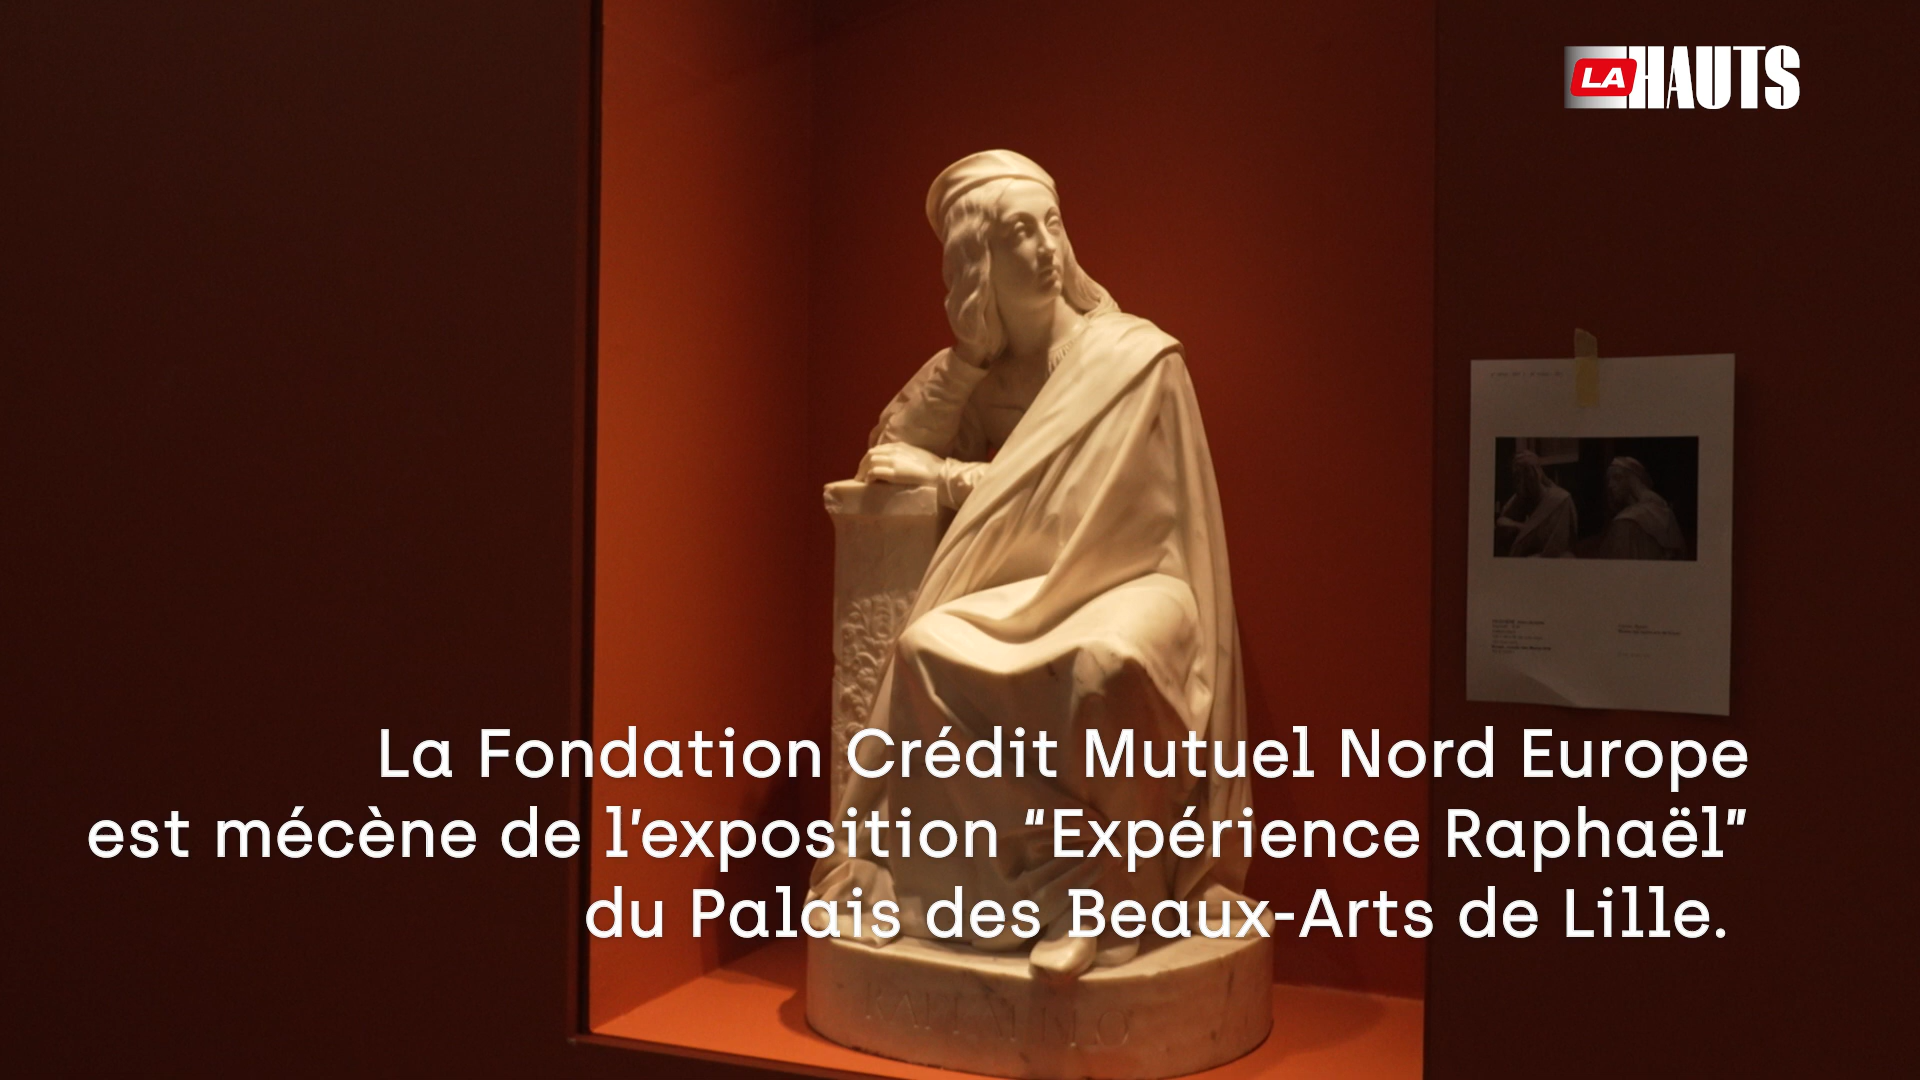 LA HAUTS
La Fondation Crédit Mutuel Nord Europe
est mécène de l’exposition “Expérience Raphaël”
du Palais des Beaux-Arts de Lille.